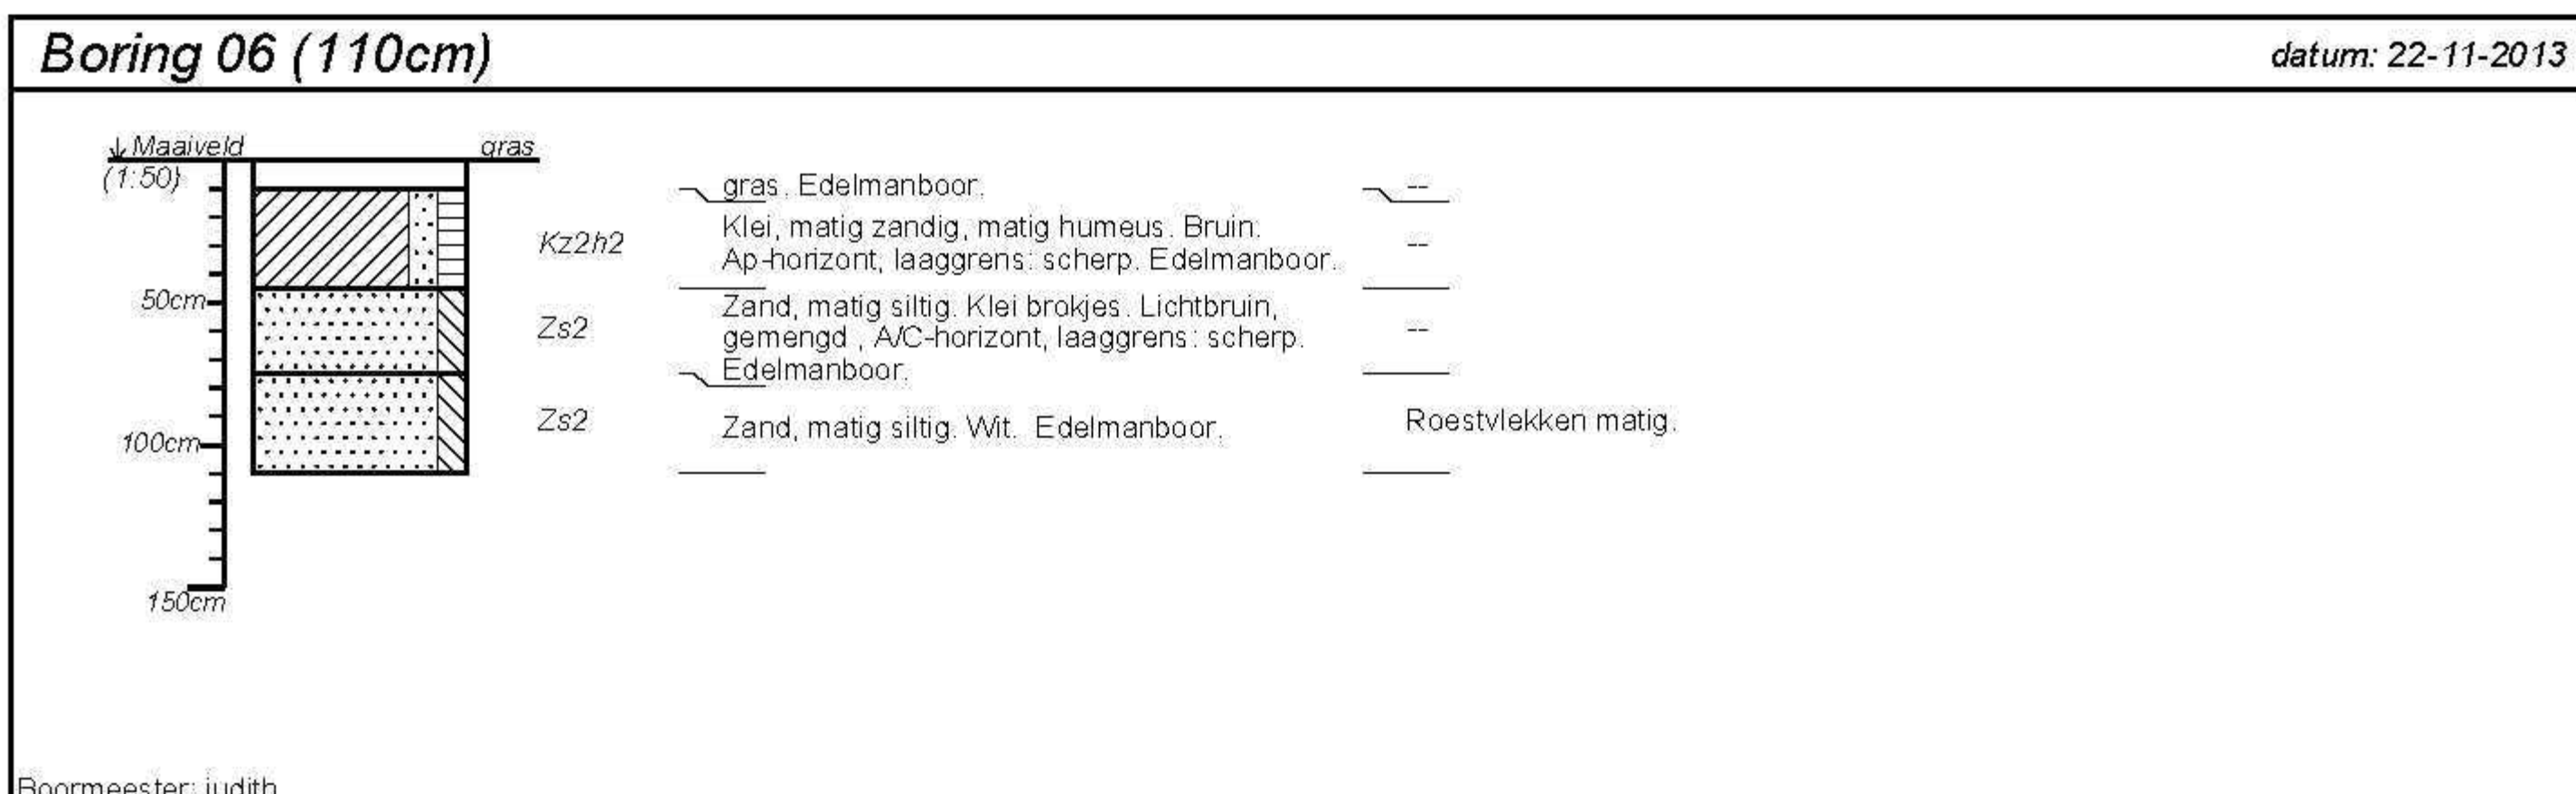 Boring 06 (110cm)
datum: 22-11-2013
↓ Maaiveld
gras
(1:50)
gras. Edelmanboor.
--
Kz2h2
Klei, matig zandig, matig humeus. Bruin.
Ap-horizont, laaggrens: scherp. Edelmanboor.
--
50cm
Zs2
Zand, matig siltig. Klei brokjes. Lichtbruin,
gemengd , A/C-horizont, laaggrens: scherp.
Edelmanboor.
--
100cm
Zs2
Zand, matig siltig. Wit. Edelmanboor.
Roestvlekken matig.
150cm
Boormeester: judith